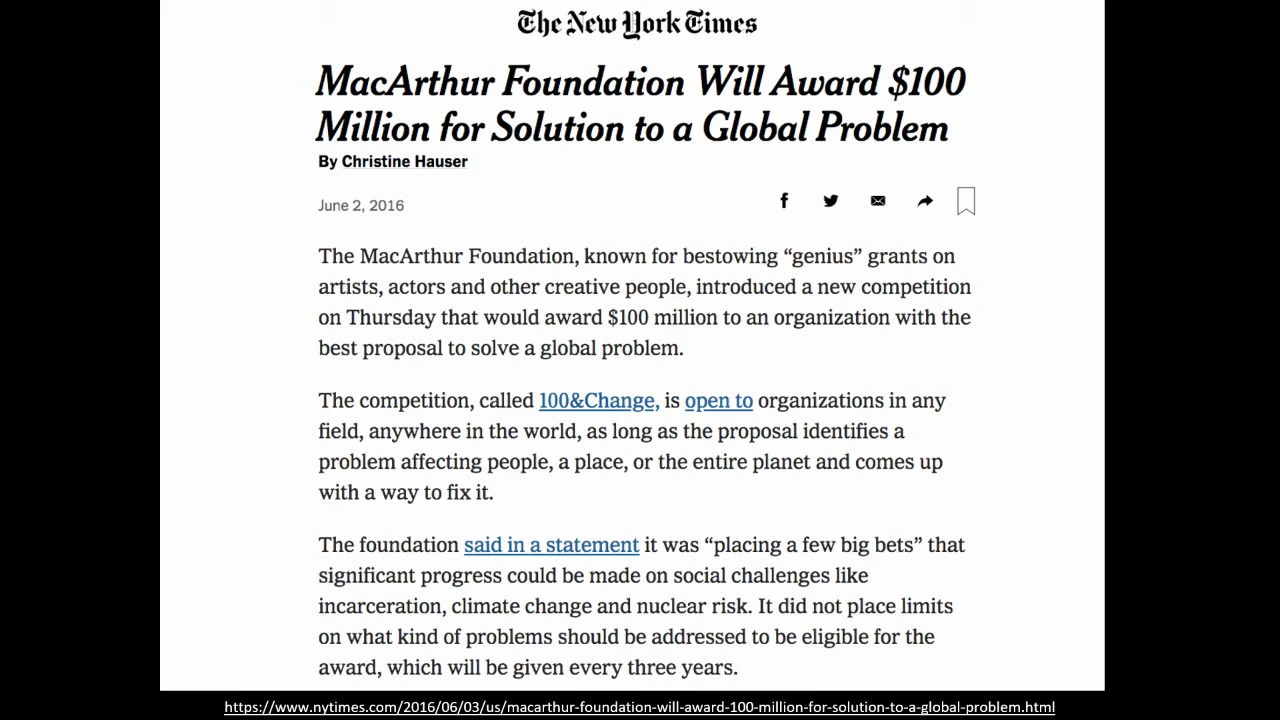 The New York Times
MacArthur Foundation Will Award $100
Million for Solution to a Global Problem
By Christine Hauser
June 2, 2016
The MacArthur Foundation, known for bestowing “genius” grants on
artists, actors and other creative people, introduced a new competition
on Thursday that would award $100 million to an organization with the
best proposal to solve a global problem.
The competition, called 100&Change, is open to organizations in any
field, anywhere in the world, as long as the proposal identifies a
problem affecting people, a place, or the entire planet and comes up
with a way to fix it.
The foundation said in a statement it was “placing a few big bets” that
significant progress could be made on social challenges like
incarceration, climate change and nuclear risk. It did not place limits
on what kind of problems should be addressed to be eligible for the
award, which will be given every three years.
https://www.nytimes.com/2016/06/03/us/macarthur-foundation-will-award-100-million-for-solution-to-a-global-problem.html